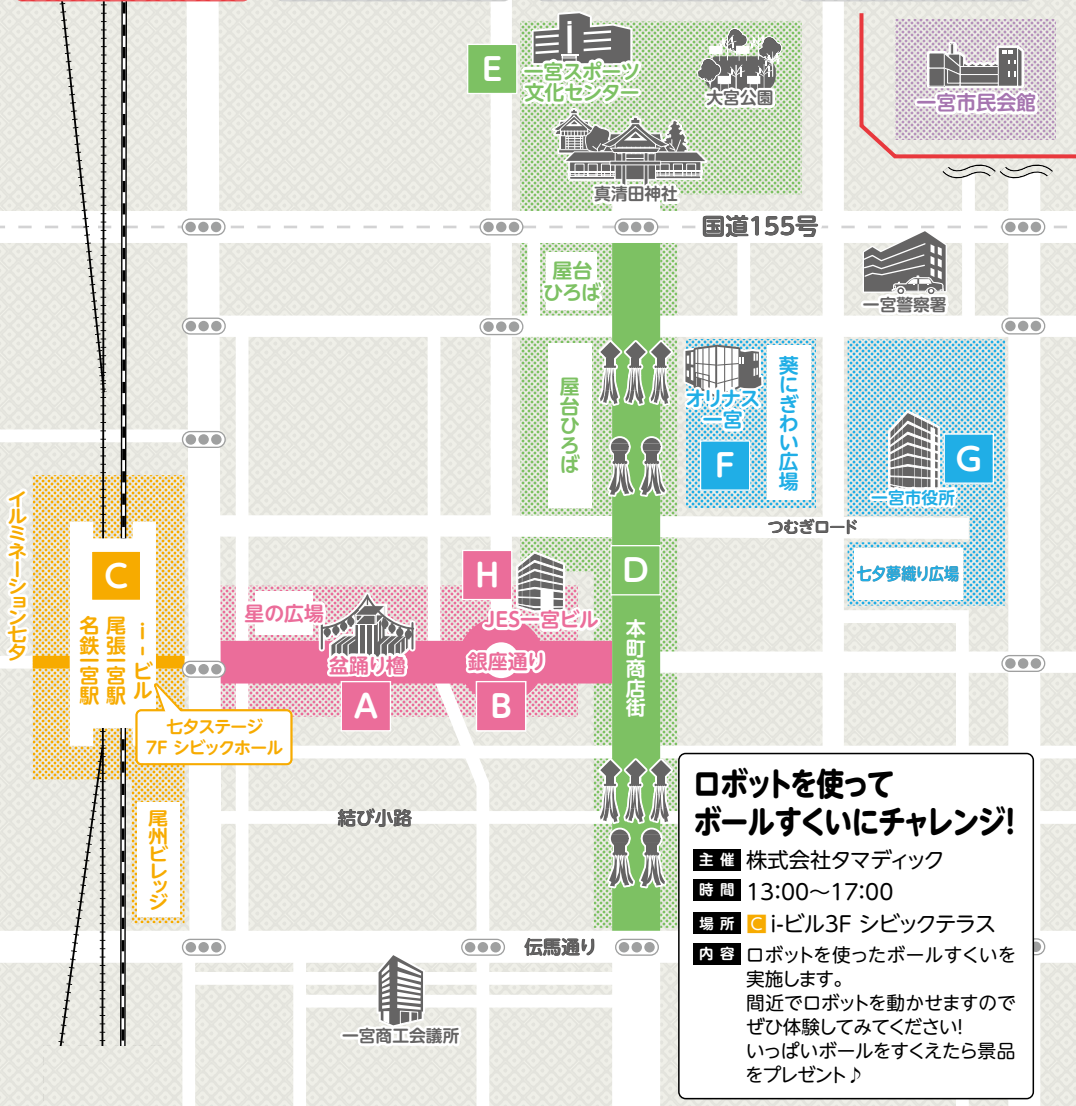 E
一宮スポーツ
文化センター
大宮公園
一宮市民会館
真清田神社
国道155号
屋台
ひろば
一宮警察署
屋台ひろば
オリナス
一宮
F
葵にぎわい広場
G
一宮市役所
つむぎロード
七夕夢織り広場
イルミネーション七夕
C
i-ビル
尾張一宮駅
名鉄一宮駅
七夕ステージ
7F シビックホール
星の広場
盆踊り櫓
A
H
JES一宮ビル
銀座通り
B
D
本町商店街
結び小路
尾州ビレッジ
伝馬通り
一宮商工会議所
ロボットを使って
ボールすくいにチャレンジ!
主催 株式会社タマディック
時間 13:00〜17:00
場所 C i-ビル3F シビックテラス
内容 ロボットを使ったボールすくいを
実施します。
間近でロボットを動かせますので
ぜひ体験してみてください!
いっぱいボールをすくえたら景品
をプレゼント♪